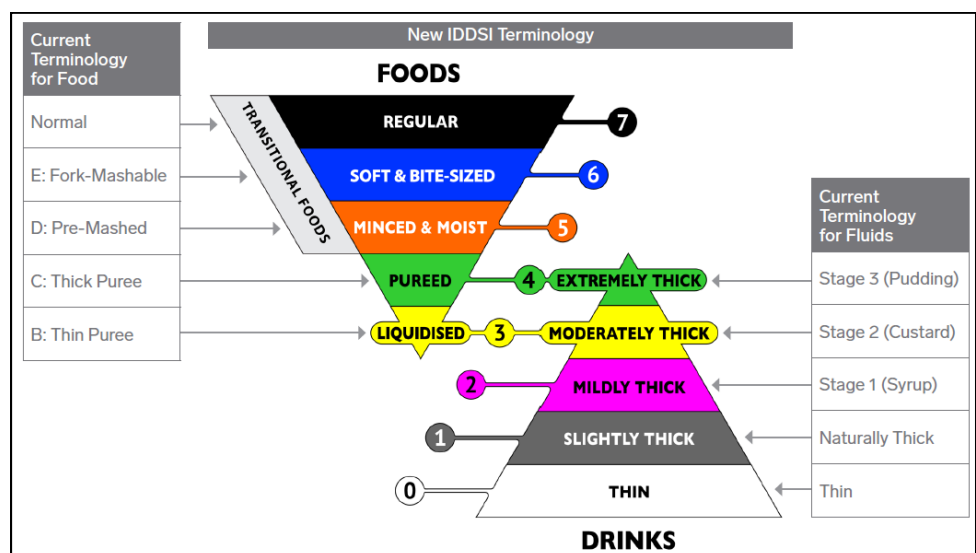 Current
Terminology
for Food
Normal
E: Fork-Mashable
D: Pre-Mashed
C: Thick Puree
B: Thin Puree
New IDDSI Terminology
FOODS
TRANSITIONAL FOODS
REGULAR
7
SOFT & BITE-SIZED
6
MINCED & MOIST
5
PUREED
4
EXTREMELY THICK
LIQUIDISED
3
MODERATELY THICK
2
MILDLY THICK
1
SLIGHTLY THICK
0
THIN
DRINKS
Current
Terminology
for Fluids
Stage 3 (Pudding)
Stage 2 (Custard)
Stage 1 (Syrup)
Naturally Thick
Thin